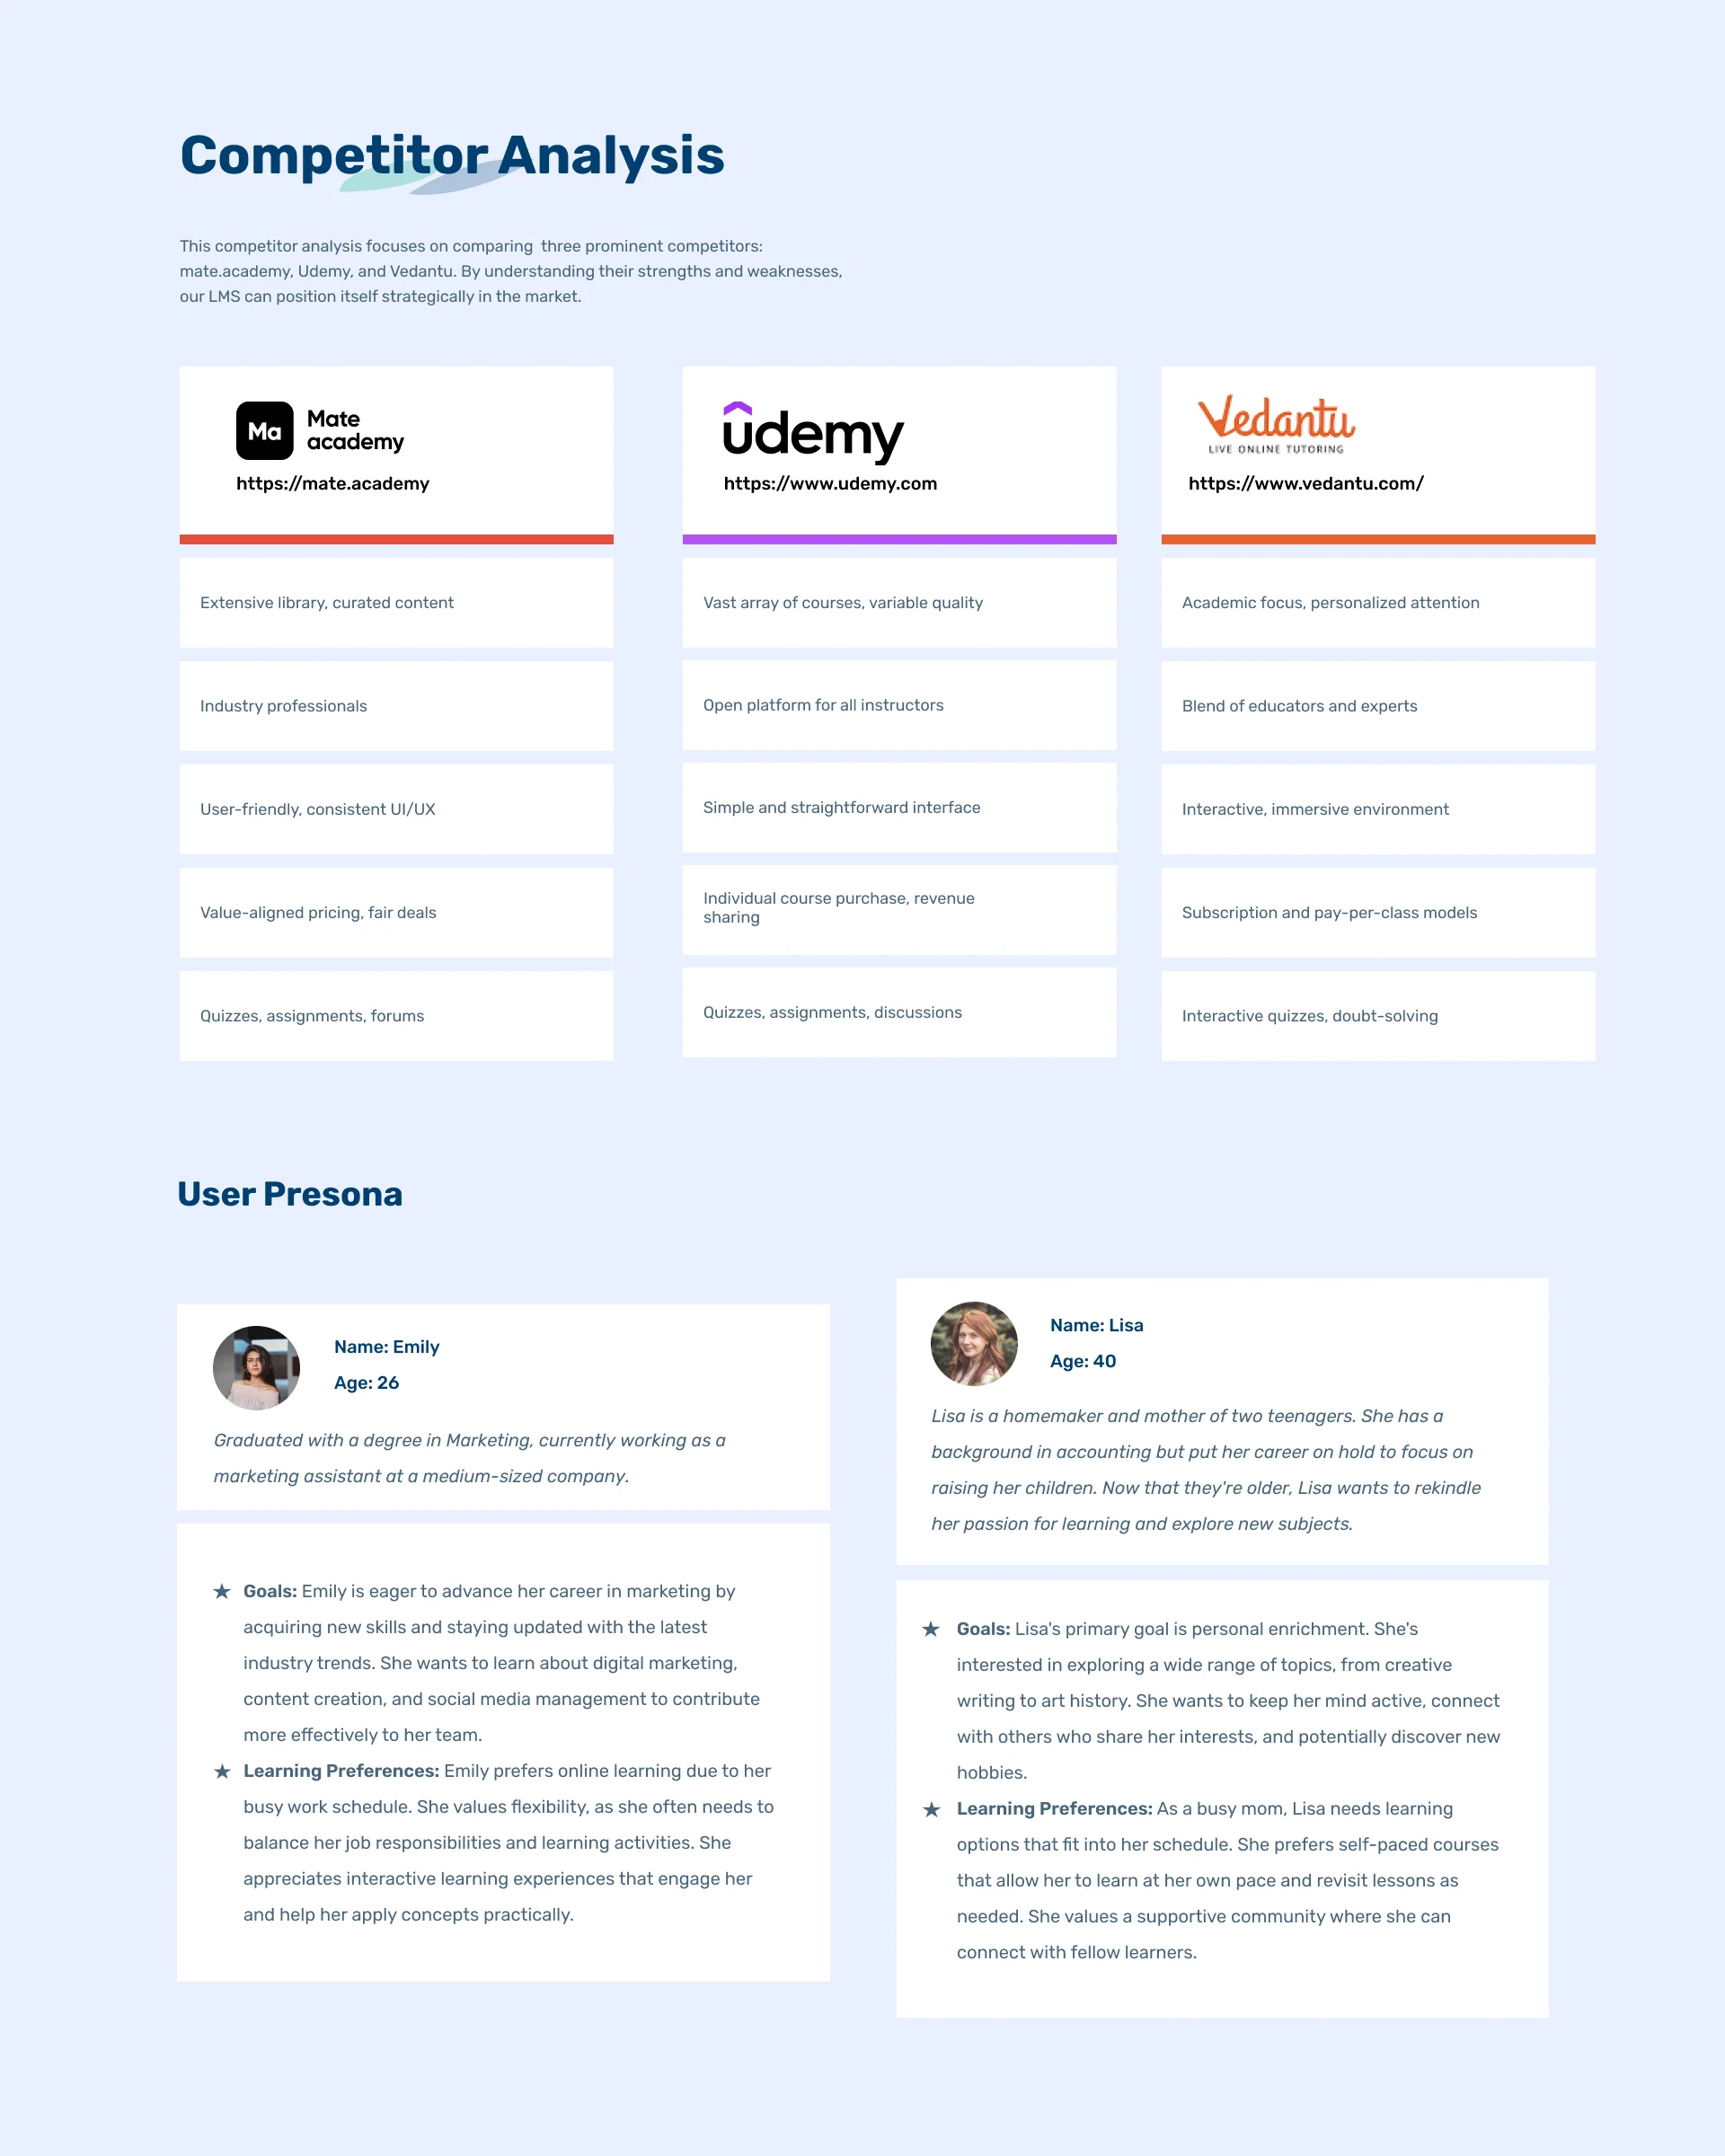 Competitor Analysis
This competitor analysis focuses on comparing  three prominent competitors:
mate.academy, Udemy, and Vedantu. By understanding their strengths and weaknesses,
our LMS can position itself strategically in the market.
Ma
Mate
academy
https://mate.academy
Extensive library, curated content
Industry professionals
User-friendly, consistent UI/UX
Value-aligned pricing, fair deals
Quizzes, assignments, forums
udemy
https://www.udemy.com
Vast array of courses, variable quality
Open platform for all instructors
Simple and straightforward interface
Individual course purchase, revenue
sharing
Quizzes, assignments, discussions
Vedantu
LIVE ONLINE TUTORING
https://www.vedantu.com/
Academic focus, personalized attention
Blend of educators and experts
Interactive, immersive environment
Subscription and pay-per-class models
Interactive quizzes, doubt-solving
User Presona
Name: Emily
Age: 26
Graduated with a degree in Marketing, currently working as a
marketing assistant at a medium-sized company.
★ Goals: Emily is eager to advance her career in marketing by
acquiring new skills and staying updated with the latest
industry trends. She wants to learn about digital marketing,
content creation, and social media management to contribute
more effectively to her team.
★ Learning Preferences: Emily prefers online learning due to her
busy work schedule. She values flexibility, as she often needs to
balance her job responsibilities and learning activities. She
appreciates interactive learning experiences that engage her
and help her apply concepts practically.
Name: Lisa
Age: 40
Lisa is a homemaker and mother of two teenagers. She has a
background in accounting but put her career on hold to focus on
raising her children. Now that they're older, Lisa wants to rekindle
her passion for learning and explore new subjects.
★ Goals: Lisa's primary goal is personal enrichment. She's
interested in exploring a wide range of topics, from creative
writing to art history. She wants to keep her mind active, connect
with others who share her interests, and potentially discover new
hobbies.
★ Learning Preferences: As a busy mom, Lisa needs learning
options that fit into her schedule. She prefers self-paced courses
that allow her to learn at her own pace and revisit lessons as
needed. She values a supportive community where she can
connect with fellow learners.